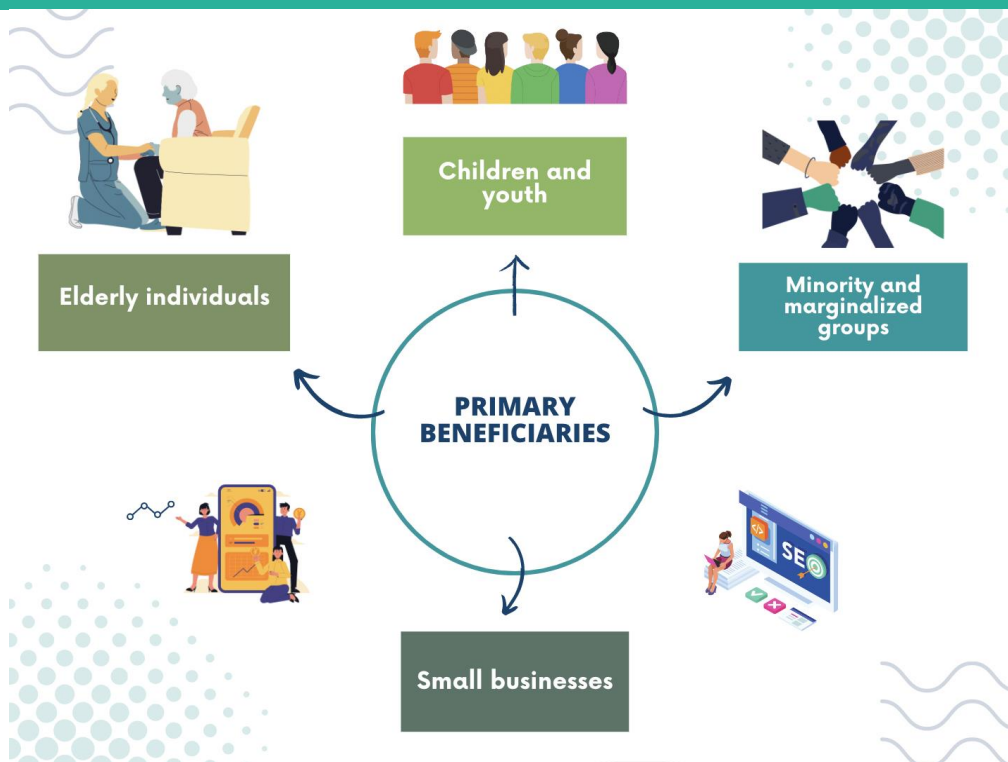 Children and
youth
Elderly individuals
Minority and
marginalized
groups
PRIMARY
BENEFICIARIES
</>
SEO
Small businesses